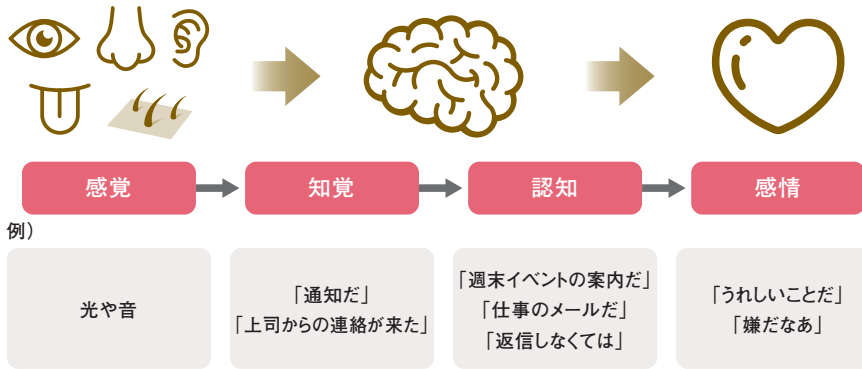 感覚
知覚
認知
感情
例）
光や音
「通知だ」
「上司からの連絡が来た」
「週末イベントの案内だ」
「仕事のメールだ」
「返信しなくては」
「うれしいことだ」
「嫌だなあ」